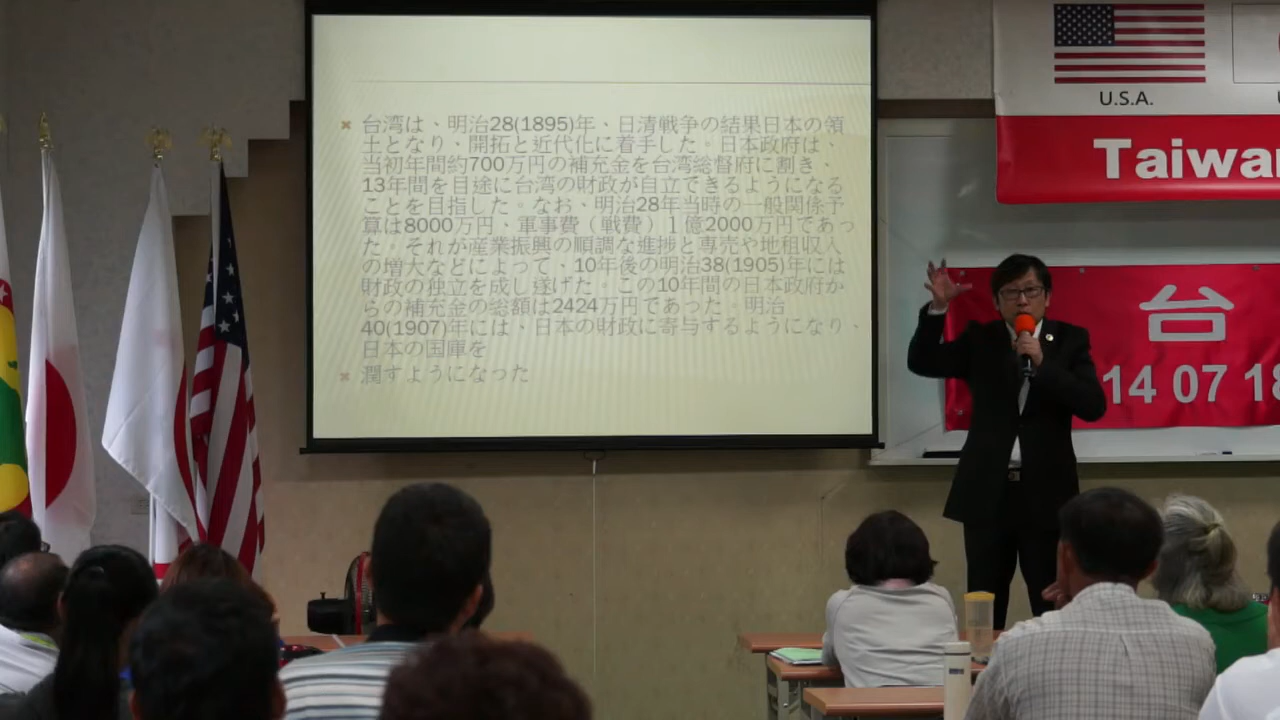 台湾は、明治28(1895)年、日清戦争の結果日本の領
土となり、開拓と近代化に着手した。日本政府は、
当初年間約700万円の補充金を台湾総督府に割き、
13年間を目途に台湾の財政が自立できるようになる
ことを目指した。なお、明治28年当時の一般関係予
算は8000万円、軍事費（戦費）1億2000万円であっ
た。それが産業振興の順調な進捗と専売や地租収入
の増大などによって、10年後の明治38(1905)年には
財政の独立を成し遂げた。この10年間の日本政府か
らの補充金の総額は2424万円であった。明治
40(1907)年には、日本の財政に寄与するようになり、
日本の国庫を
潤すようになった
U.S.A.
Taiwa
台
14 07 18